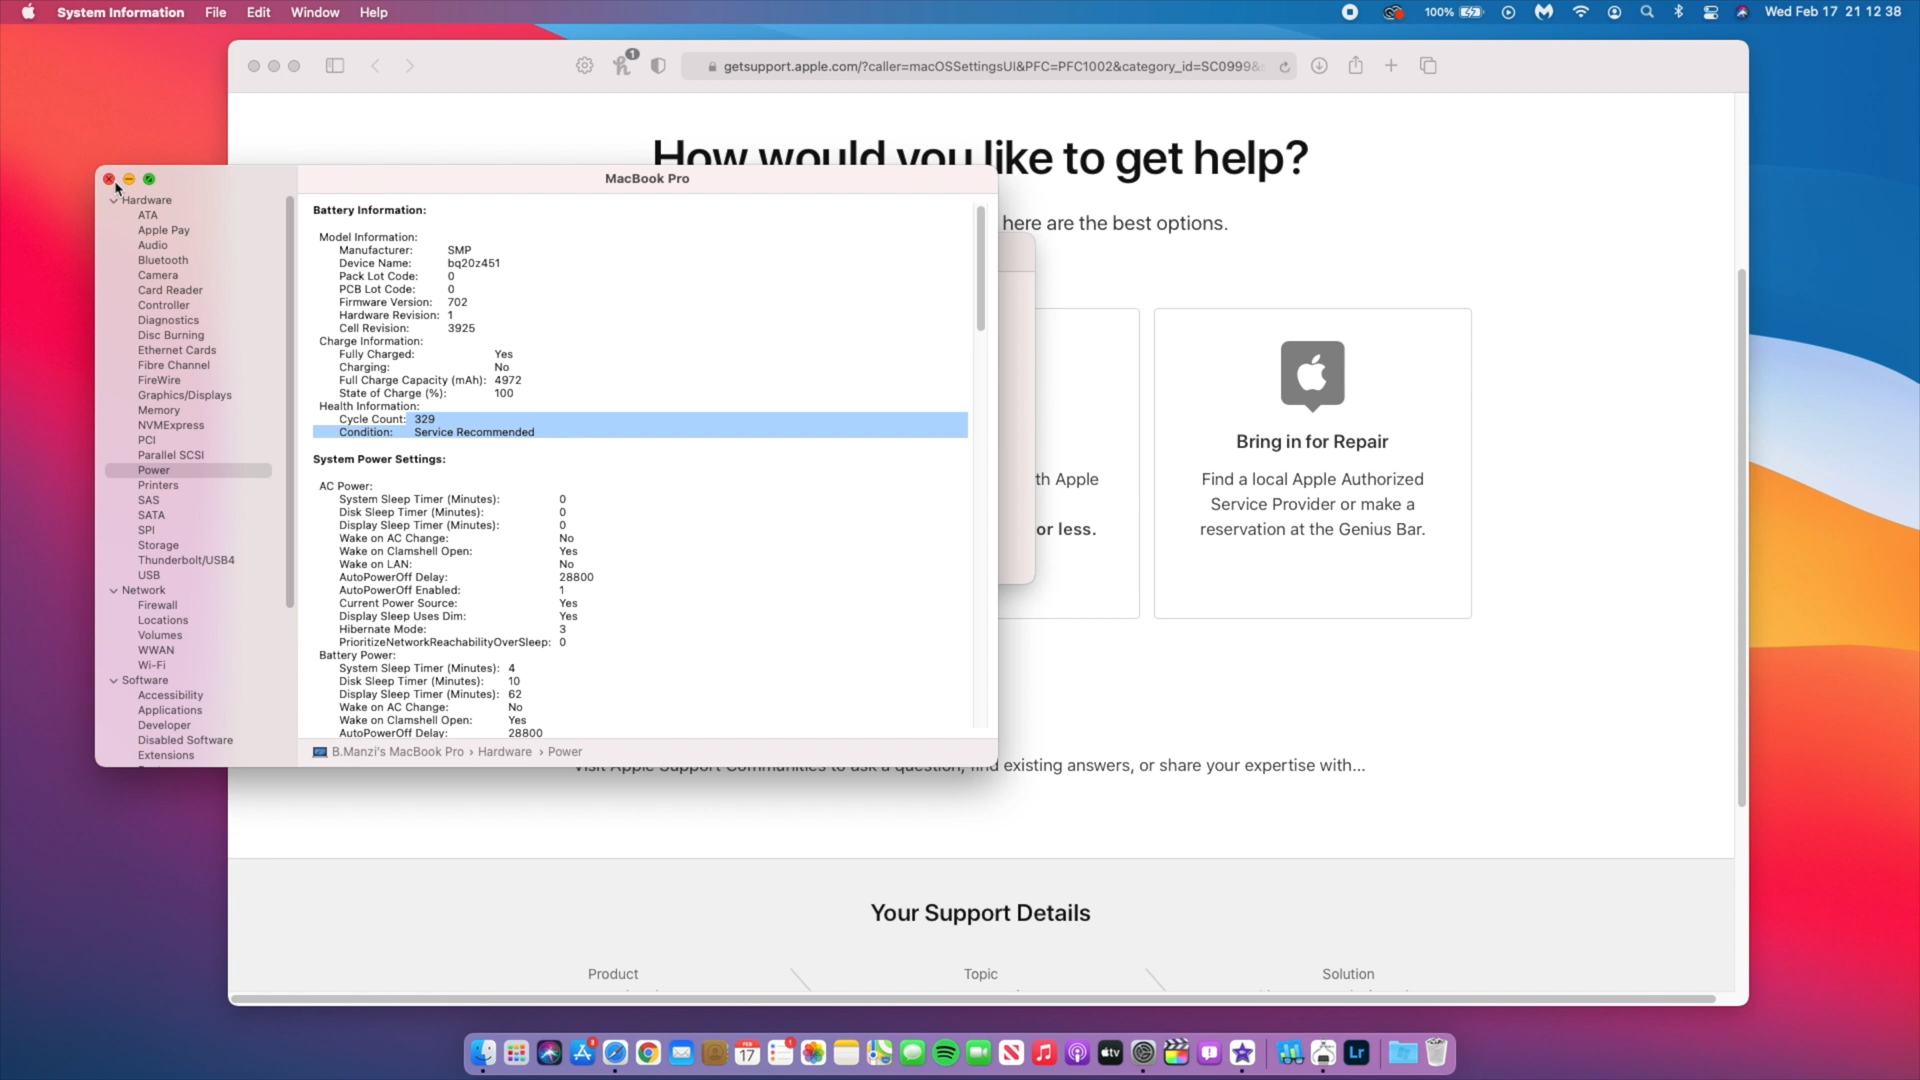 System Information File Edit Window Help
100%
Wed Feb 17 21 12 38
1
getsupport.apple.com/?caller=macOSSettingsUI&PFC=PFC1002&category_id=SC0999&
How would you like to get help?
here are the best options.
MacBook Pro
Hardware
ATA
Apple Pay
Audio
Bluetooth
Camera
Card Reader
Controller
Diagnostics
Disc Burning
Ethernet Cards
Fibre Channel
FireWire
Graphics/Displays
Memory
NVMExpress
PCI
Parallel SCSI
Power
Printers
SAS
SATA
SPI
Storage
Thunderbolt/USB4
USB
Network
Firewall
Locations
Volumes
WWAN
Wi-Fi
Software
Accessibility
Applications
Developer
Disabled Software
Extensions
Battery Information:
Model Information:
Manufacturer: SMP
Device Name: bq20z451
Pack Lot Code: 0
PCB Lot Code: 0
Firmware Version: 702
Hardware Revision: 1
Cell Revision: 3925
Charge Information:
Fully Charged: Yes
Charging: No
Full Charge Capacity (mAh): 4972
State of Charge (%): 100
Health Information:
Cycle Count: 329
Condition: Service Recommended
System Power Settings:
AC Power:
System Sleep Timer (Minutes): 0
Disk Sleep Timer (Minutes): 0
Display Sleep Timer (Minutes): 0
Wake on AC Change: No
Wake on Clamshell Open: Yes
Wake on LAN: No
AutoPowerOff Delay: 28800
AutoPowerOff Enabled: 1
Current Power Source: Yes
Display Sleep Uses Dim: Yes
Hibernate Mode: 3
PrioritizeNetworkReachabilityOverSleep: 0
Battery Power:
System Sleep Timer (Minutes): 4
Disk Sleep Timer (Minutes): 10
Display Sleep Timer (Minutes): 62
Wake on AC Change: No
Wake on Clamshell Open: Yes
AutoPowerOff Delay: 28800
B.Manzi's MacBook Pro › Hardware › Power
th Apple
or less.
Bring in for Repair
Find a local Apple Authorized
Service Provider or make a
reservation at the Genius Bar.
Visit Apple Support Communities to ask a question, find existing answers, or share your expertise with...
Your Support Details
Product
Topic
Solution
FEB
17
tv
Lr